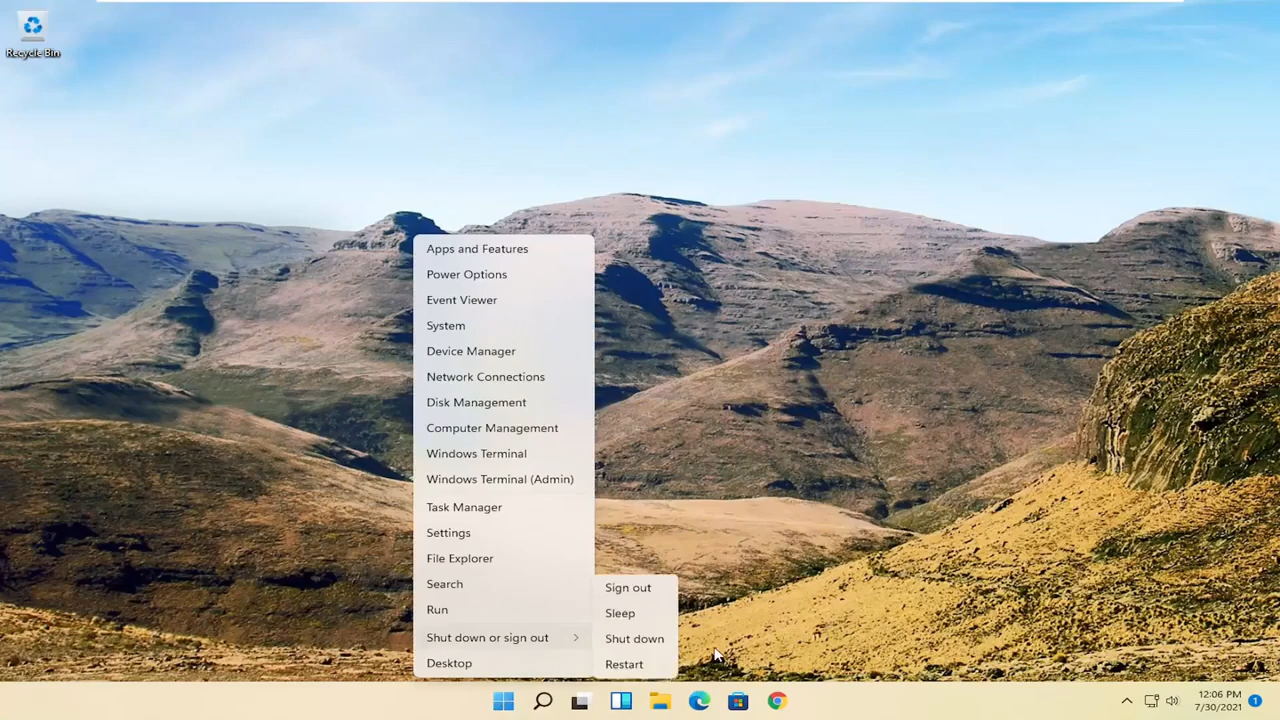 Recycle Bin
Apps and Features
Power Options
Event Viewer
System
Device Manager
Network Connections
Disk Management
Computer Management
Windows Terminal
Windows Terminal (Admin)
Task Manager
Settings
File Explorer
Search
Run
Shut down or sign out
Desktop
Sign out
Sleep
Shut down
Restart
12:06 PM
7/30/2021
1